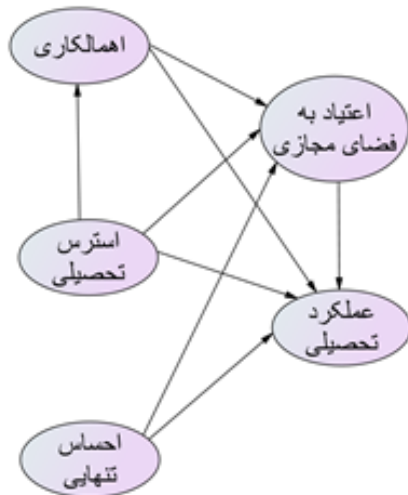 اهمالکاری
اعتیاد به
فضای مجازی
استرس
تحصیلی
عملکرد
تحصیلی
احساس
تنهایی